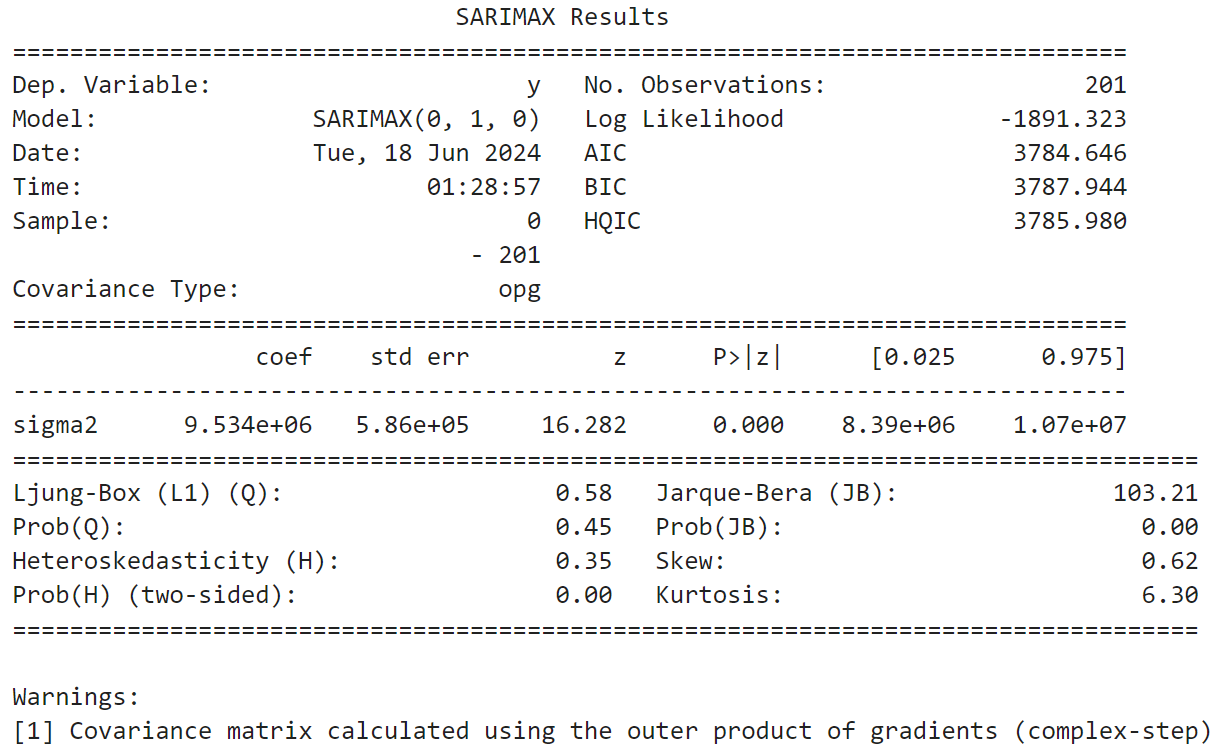 SARIMAX Results
==============================================================================
Dep. Variable: y No. Observations: 201
Model: SARIMAX(0, 1, 0) Log Likelihood -1891.323
Date: Tue, 18 Jun 2024 AIC 3784.646
Time: 01:28:57 BIC 3787.944
Sample: 0 HQIC 3785.980
- 201
Covariance Type: opg
==============================================================================
coef std err z P>|z| [0.025 0.975]
------------------------------------------------------------------------------
sigma2 9.534e+06 5.86e+05 16.282 0.000 8.39e+06 1.07e+07
===================================================================================
Ljung-Box (L1) (Q): 0.58 Jarque-Bera (JB): 103.21
Prob(Q): 0.45 Prob(JB): 0.00
Heteroskedasticity (H): 0.35 Skew: 0.62
Prob(H) (two-sided): 0.00 Kurtosis: 6.30
===================================================================================
Warnings:
[1] Covariance matrix calculated using the outer product of gradients (complex-step)